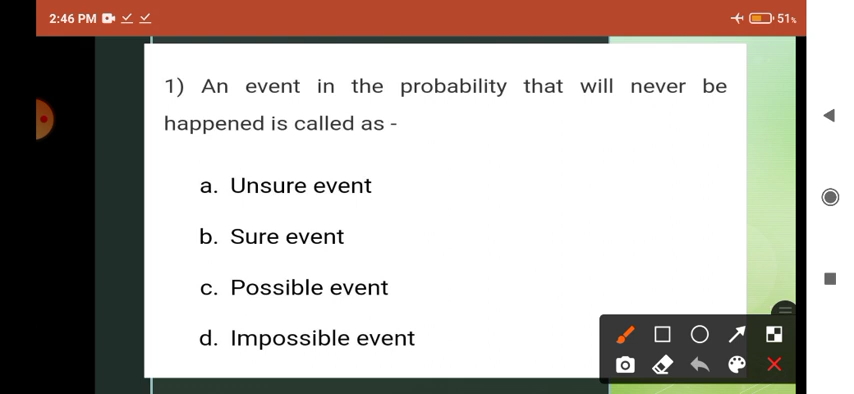 2:46 PM 51%
1) An event in the probability that will never be
happened is called as -
a. Unsure event
b. Sure event
c. Possible event
d. Impossible event